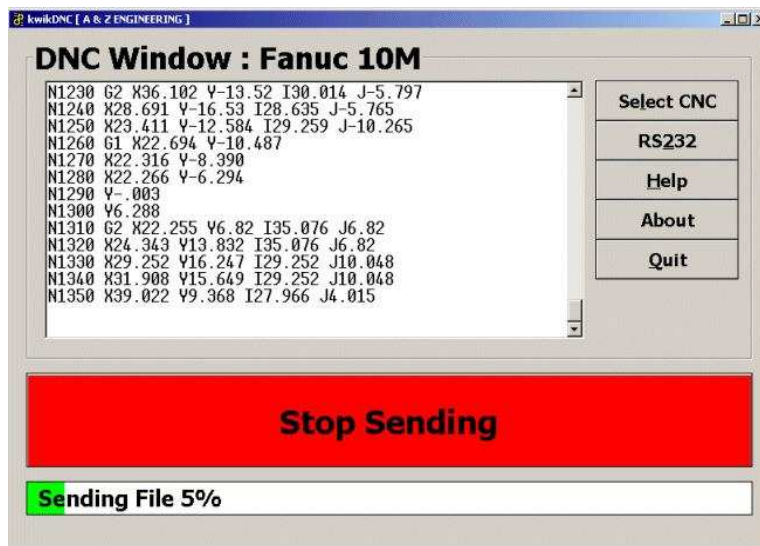 kwikDNC [ A & Z ENGINEERING ]
DNC Window : Fanuc 10M
N1230 G2 X36.102 Y-13.52 I30.014 J-5.797
N1240 X28.691 Y-16.53 I28.635 J-5.765
N1250 X23.411 Y-12.584 I29.259 J-10.265
N1260 G1 X22.694 Y-10.487
N1270 X22.316 Y-8.390
N1280 X22.266 Y-6.294
N1290 Y-.003
N1300 Y6.288
N1310 G2 X22.255 Y6.82 I35.076 J6.82
N1320 X24.343 Y13.832 I35.076 J6.82
N1330 X29.252 Y16.247 I29.252 J10.048
N1340 X31.908 Y15.649 I29.252 J10.048
N1350 X39.022 Y9.368 I27.966 J4.015
Select CNC
RS232
Help
About
Quit
Stop Sending
Sending File 5%